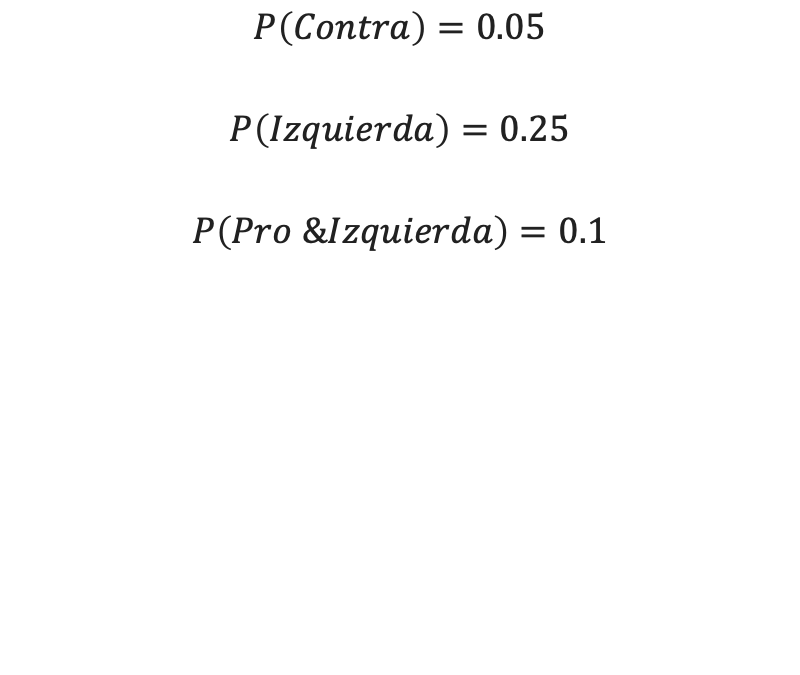 P(Contra) = 0.05
P(Izquierda) = 0.25
P(Pro &Izquierda) = 0.1